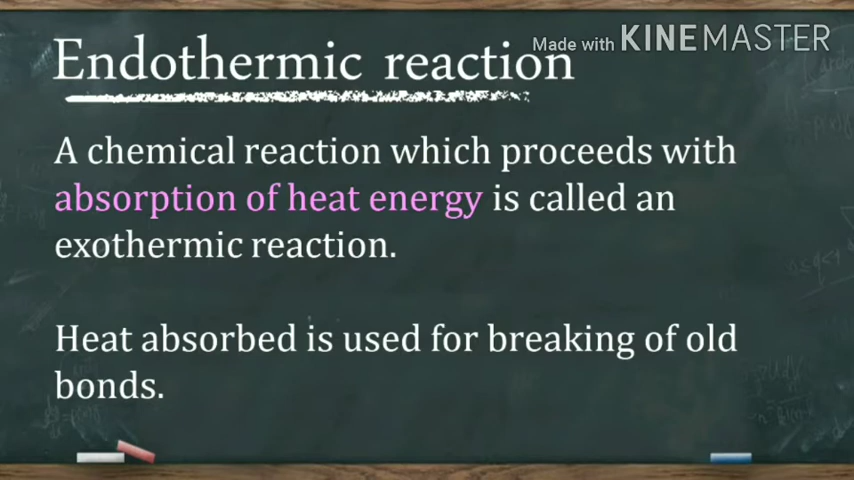 Made with KINEMASTER
Endothermic reaction
A chemical reaction which proceeds with
absorption of heat energy is called an
exothermic reaction.
Heat absorbed is used for breaking of old
bonds.